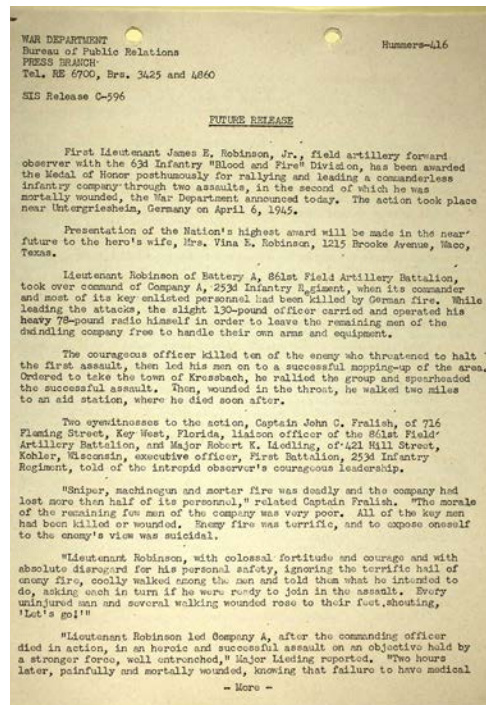 WAR DEPARTMENT
Bureau of Public Relations
PRESS BRANCH
Tel. RE 6700, Brs. 3425 and 4860
Hummers-416
SIS Release C-596
FUTURE RELEASE
First Lieutenant James E. Robinson, Jr., field artillery forward
observer with the 63d Infantry "Blood and Fire" Division, has been awarded
the Medal of Honor posthumously for rallying and leading a commanderless
infantry company through two assaults, in the second of which he was
mortally wounded, the War Department announced today. The action took place
near Untergriesheim, Germany on April 6, 1945.
Presentation of the Nation's highest award will be made in the near
future to the hero's wife, Mrs. Vina E. Robinson, 1215 Brooke Avenue, Waco,
Texas.
Lieutenant Robinson of Battery A, 861st Field Artillery Battalion,
took over command of Company A, 253d Infantry Regiment, when its commander
and most of its key enlisted personnel had been killed by German fire. While
leading the attacks, the slight 130-pound officer carried and operated his
heavy 78-pound radio himself in order to leave the remaining men of the
dwindling company free to handle their own arms and equipment.
The courageous officer killed ten of the enemy who threatened to halt
the first assault, then led his men on to a successful mopping-up of the area.
Ordered to take the town of Kressbach, he rallied the group and spearheaded
the successful assault. Then, wounded in the throat, he walked two miles
to an aid station, where he died soon after.
Two eyewitnesses to the action, Captain John C. Fralish, of 716
Fleming Street, Key West, Florida, liaison officer of the 861st Field
Artillery Battalion, and Major Robert K. Liedling, of 421 Hill Street,
Kohler, Wisconsin, executive officer, First Battalion, 253d Infantry
Regiment, told of the intrepid observer's courageous leadership.
"Sniper, machinegun and mortar fire was deadly and the company had
lost more than half of its personnel," related Captain Fralish. "The morale
of the remaining few men of the company was very poor. All of the key men
had been killed or wounded. Enemy fire was terrific, and to expose oneself
to the enemy's view was suicidal.
"Lieutenant Robinson, with colossal fortitude and courage and with
absolute disregard for his personal safety, ignoring the terrific hail of
enemy fire, coolly walked among the men and told them what he intended to
do, asking each in turn if he were ready to join in the assault. Every
uninjured man and several walking wounded rose to their feet, shouting,
'Let's go!'"
"Lieutenant Robinson led Company A, after the commanding officer
died in action, in an heroic and successful assault on an objective held by
a stronger force, well entrenched," Major Lieding reported. "Two hours
later, painfully and mortally wounded, knowing that failure to have medical
- More -